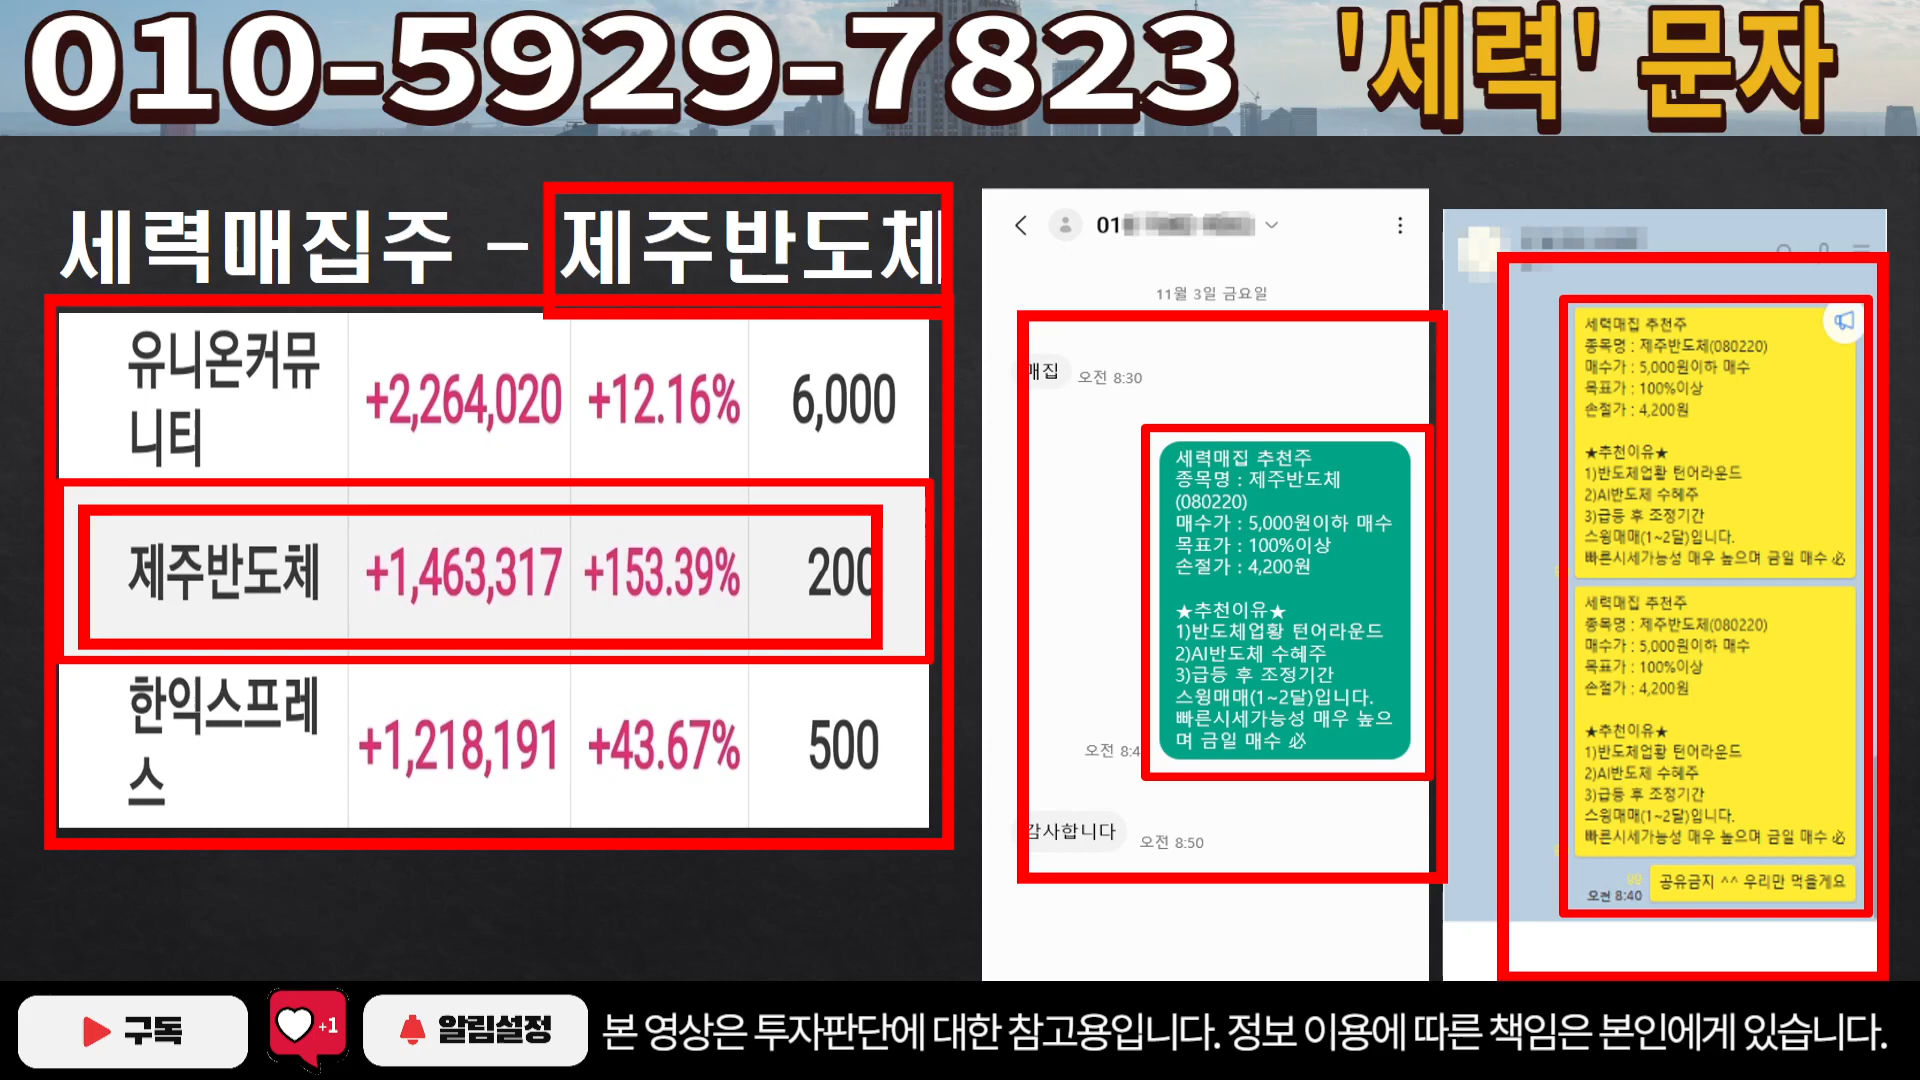 010-5929-7823 '세력' 문자
세력매집주 – 제주반도체
유니온커뮤
니티
+2,264,020 +12.16% 6,000
제주반도체 +1,463,317 +153.39% 200
한익스프레
스
+1,218,191 +43.67% 500
01
11월 3일 금요일
매집 오전 8:30
세력매집 추천주
종목명 : 제주반도체
(080220)
매수가 : 5,000원이하 매수
목표가 : 100%이상
손절가 : 4,200원
★추천이유★
1)반도체업황 턴어라운드
2)AI반도체 수혜주
3)급등 후 조정기간
스윙매매(1~2달)입니다.
빠른시세가능성 매우 높으
며 금일 매수 必
오전 8:4
감사합니다 오전 8:50
세력매집 추천주
종목명 : 제주반도체(080220)
매수가 : 5,000원이하 매수
목표가 : 100%이상
손절가 : 4,200원
★추천이유★
1)반도체업황 턴어라운드
2)AI반도체 수혜주
3)급등 후 조정기간
스윙매매(1~2달)입니다.
빠른시세가능성 매우 높으며 금일 매수 必
세력매집 추천주
종목명 : 제주반도체(080220)
매수가 : 5,000원이하 매수
목표가 : 100%이상
손절가 : 4,200원
★추천이유★
1)반도체업황 턴어라운드
2)AI반도체 수혜주
3)급등 후 조정기간
스윙매매(1~2달)입니다.
빠른시세가능성 매우 높으며 금일 매수 必
오전 8:40 공유금지 ^^ 우리만 먹을게요
구독 +1 알림설정 본 영상은 투자판단에 대한 참고용입니다. 정보 이용에 따른 책임은 본인에게 있습니다.